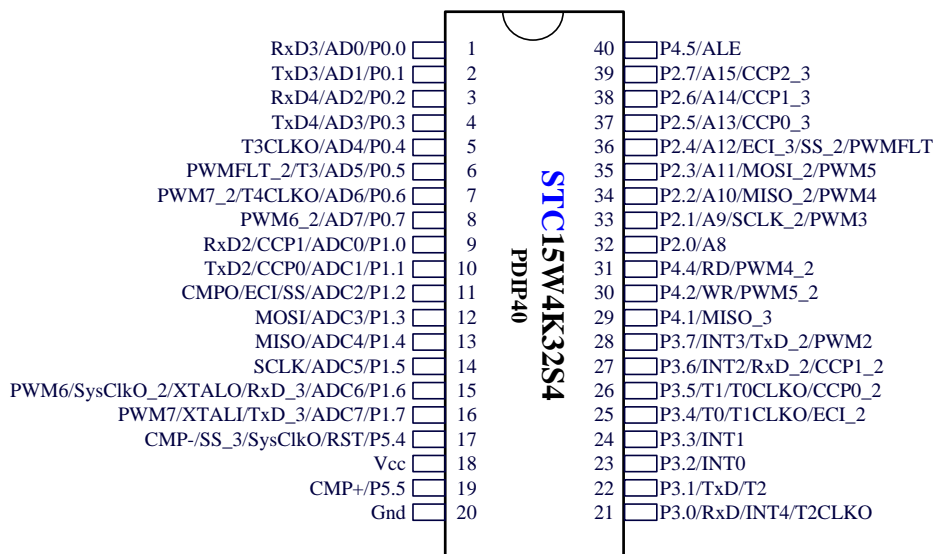 RxD3/AD0/P0.0 1 40 P4.5/ALE
TxD3/AD1/P0.1 2 39 P2.7/A15/CCP2_3
RxD4/AD2/P0.2 3 38 P2.6/A14/CCP1_3
TxD4/AD3/P0.3 4 37 P2.5/A13/CCP0_3
T3CLKO/AD4/P0.4 5 36 P2.4/A12/ECI_3/SS_2/PWMFLT
PWMFLT_2/T3/AD5/P0.5 6 35 P2.3/A11/MOSI_2/PWM5
PWM7_2/T4CLKO/AD6/P0.6 7 34 P2.2/A10/MISO_2/PWM4
PWM6_2/AD7/P0.7 8 33 P2.1/A9/SCLK_2/PWM3
RxD2/CCP1/ADC0/P1.0 9 32 P2.0/A8
TxD2/CCP0/ADC1/P1.1 10 31 P4.4/RD/PWM4_2
CMPO/ECI/SS/ADC2/P1.2 11 30 P4.2/WR/PWM5_2
MOSI/ADC3/P1.3 12 29 P4.1/MISO_3
MISO/ADC4/P1.4 13 28 P3.7/INT3/TxD_2/PWM2
SCLK/ADC5/P1.5 14 27 P3.6/INT2/RxD_2/CCP1_2
PWM6/SysClkO_2/XTALO/RxD_3/ADC6/P1.6 15 26 P3.5/T1/T0CLKO/CCP0_2
PWM7/XTALI/TxD_3/ADC7/P1.7 16 25 P3.4/T0/T1CLKO/ECI_2
CMP-/SS_3/SysClkO/RST/P5.4 17 24 P3.3/INT1
Vcc 18 23 P3.2/INT0
CMP+/P5.5 19 22 P3.1/TxD/T2
Gnd 20 21 P3.0/RxD/INT4/T2CLKO
STC15W4K32S4
PDIP40